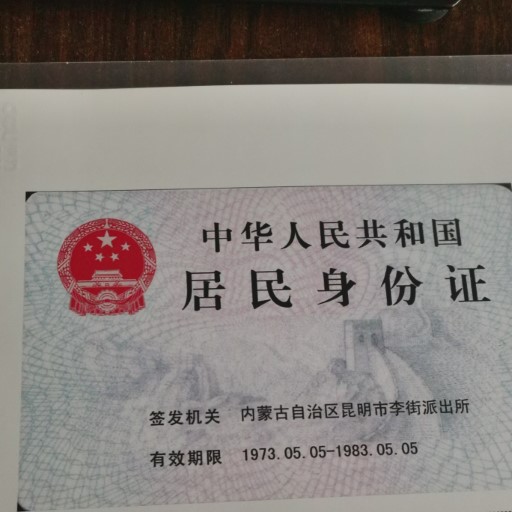 中华人民共和国
居民身份证
签发机关 内蒙古自治区昆明市李街派出所
有效期限 1973.05.05-1983.05.05